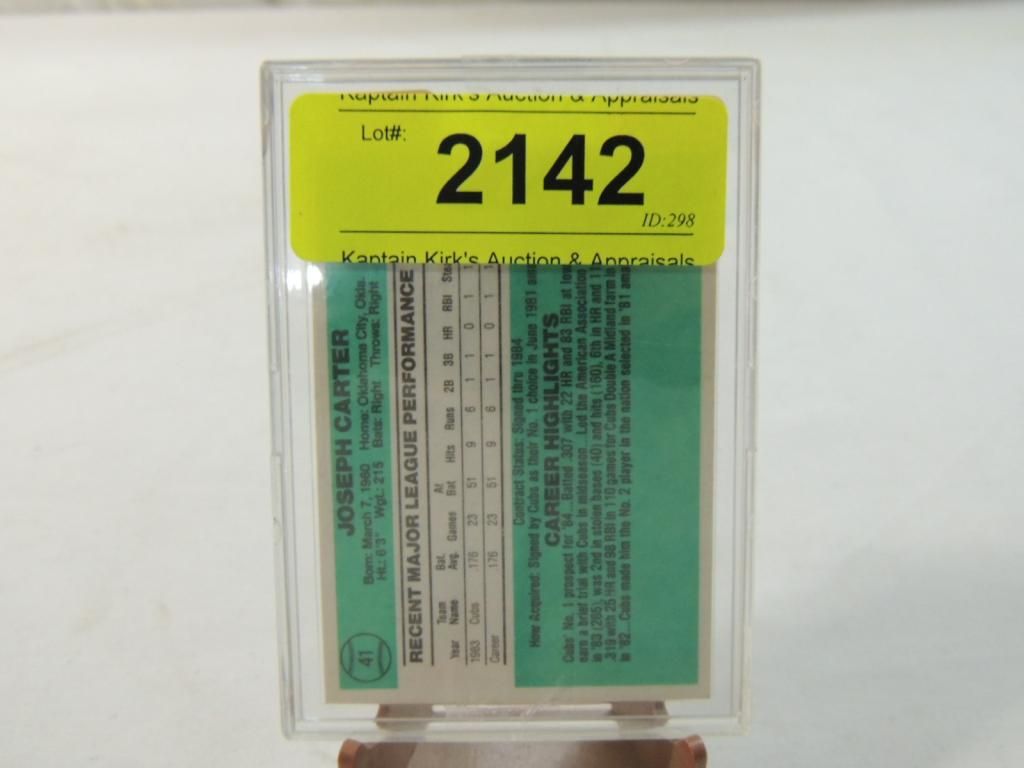 Kaptain Kirk's Auction & Appraisals
Lot#:
2142
ID:298
Kaptain Kirk's Auction & Appraisals
41
JOSEPH CARTER
Born: March 7, 1960 Home: Oklahoma City, Okla.
Ht.: 6'3" Wgt.: 215 Bats: Right Throws: Right
RECENT MAJOR LEAGUE PERFORMANCE
Year Team Name Bat. Avg. Games At Bat Hits Runs 2B 3B HR RBI
1983 Cubs .176 23 51 9 6 1 1 0 1
Career .176 23 51 9 6 1 1 0 1
Contract Status: Signed thru 1984
How Acquired: Signed by Cubs as their No. 1 choice in June 1981
CAREER HIGHLIGHTS
Cubs' No. 1 prospect for '84...Batted .307 with 22 HR and 83 RBI at
earn a brief trial with Cubs in midseason...Led the American Association
in '83 (265), was 2nd in stolen bases (40) and hits (160), 6th in HR and
.319 with 25 HR and 98 RBI in 110 games for Cubs Double A Midland farm
in '82...Cubs made him the No. 2 player in the nation selected in '81